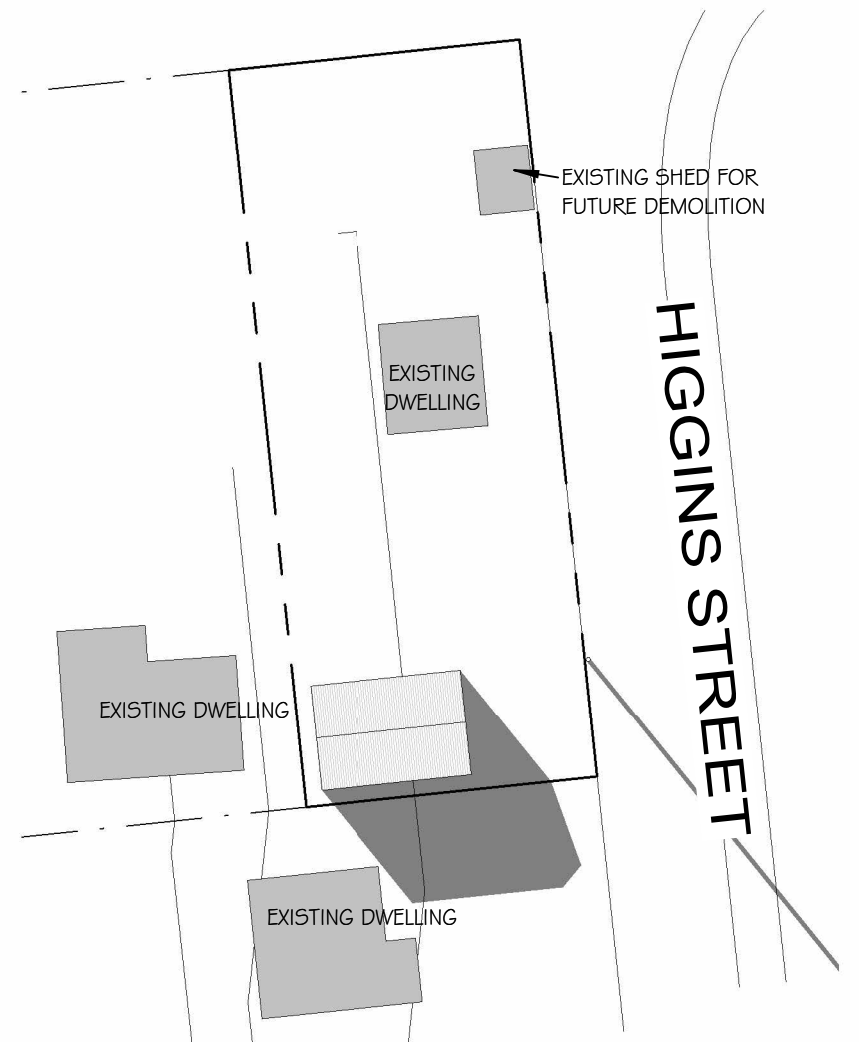 EXISTING SHED FOR
FUTURE DEMOLITION
HIGGINS STREET
EXISTING
DWELLING
EXISTING DWELLING
EXISTING DWELLING